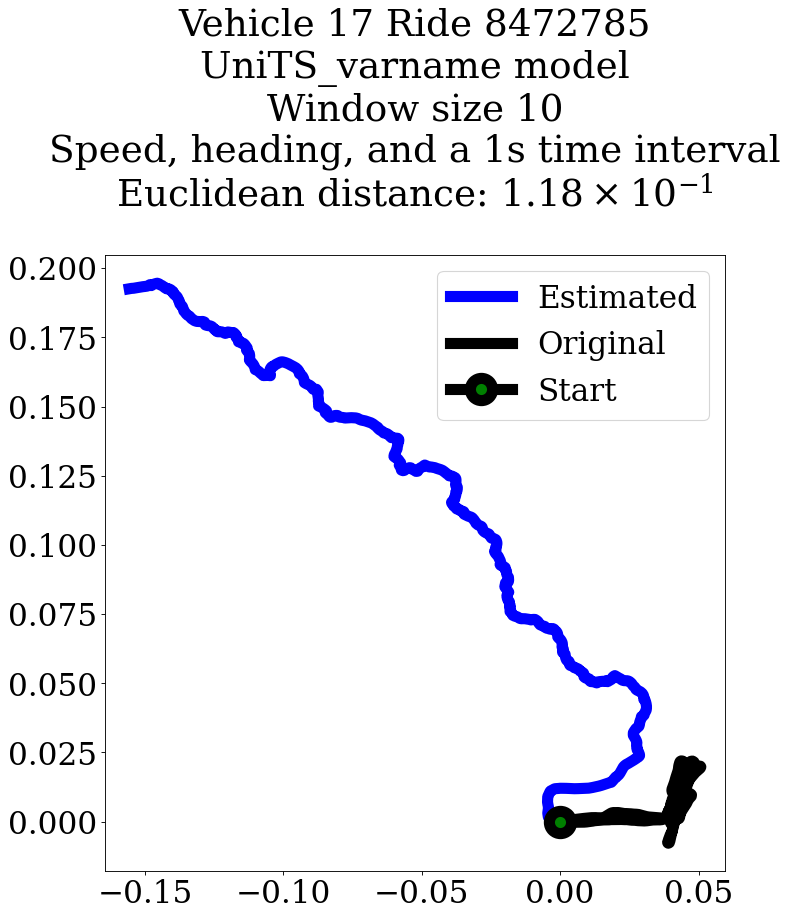 Vehicle 17 Ride 8472785
UniTS_varname model
Window size 10
Speed, heading, and a 1s time interval
Euclidean distance: 1.18 × 10⁻¹
Estimated
Original
Start
0.200
0.175
0.150
0.125
0.100
0.075
0.050
0.025
0.000
−0.15 −0.10 −0.05 0.00 0.05